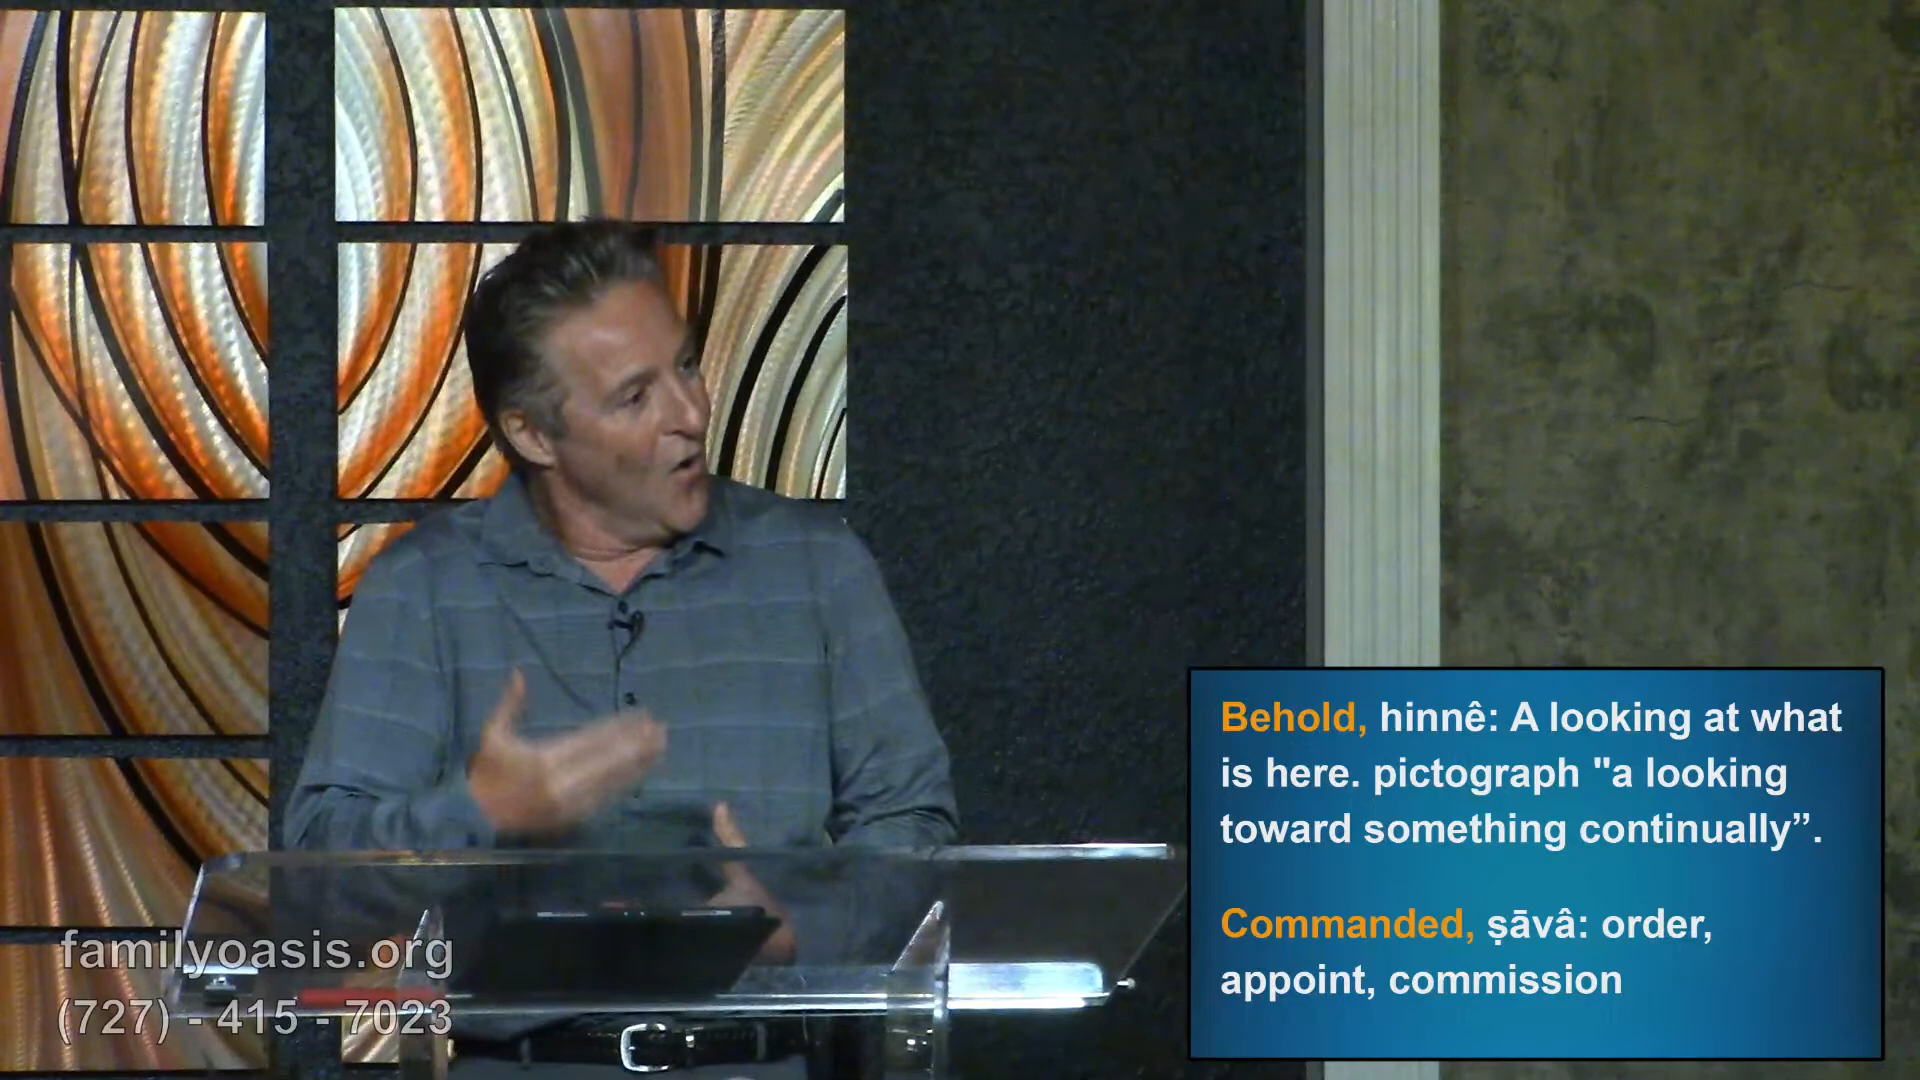 Behold, hinnê: A looking at what
is here. pictograph "a looking
toward something continually”.
Commanded, ṣāvâ: order,
appoint, commission
familyoasis.org
(727) - 415 - 7023